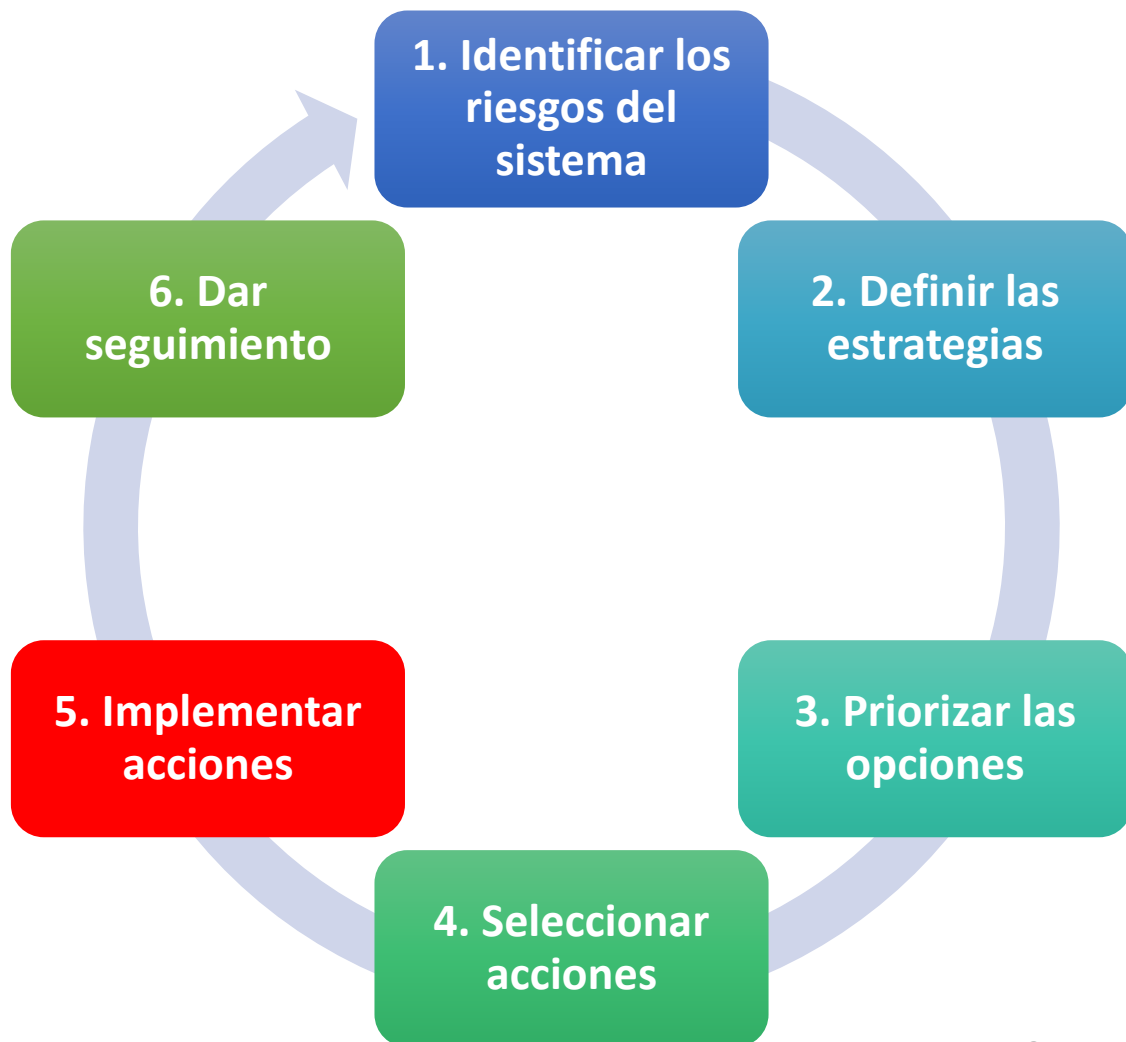 1. Identificar los
riesgos del
sistema
2. Definir las
estrategias
3. Priorizar las
opciones
4. Seleccionar
acciones
5. Implementar
acciones
6. Dar
seguimiento